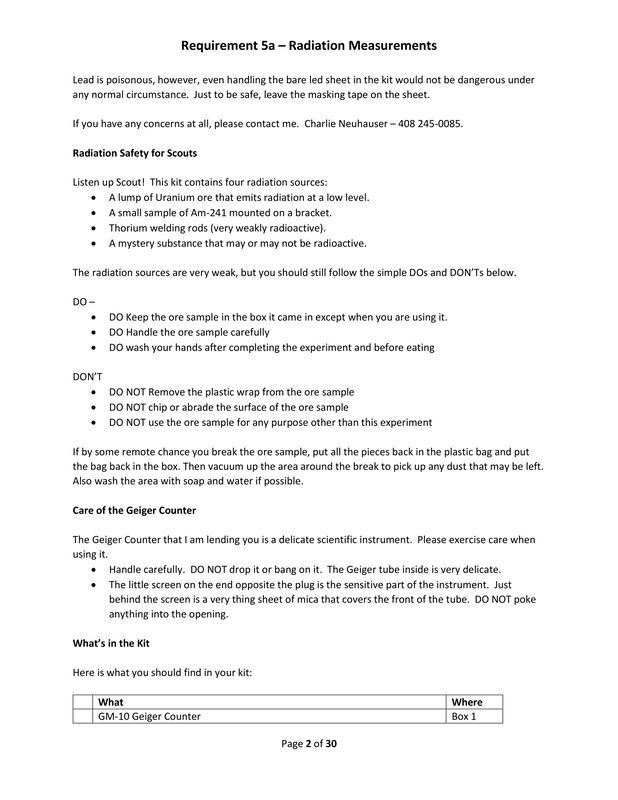 Requirement 5a – Radiation Measurements
Lead is poisonous, however, even handling the bare led sheet in the kit would not be dangerous under
any normal circumstance.  Just to be safe, leave the masking tape on the sheet.
If you have any concerns at all, please contact me.  Charlie Neuhauser – 408 245-0085.
Radiation Safety for Scouts
Listen up Scout!  This kit contains four radiation sources:
• A lump of Uranium ore that emits radiation at a low level.
• A small sample of Am-241 mounted on a bracket.
• Thorium welding rods (very weakly radioactive).
• A mystery substance that may or may not be radioactive.
The radiation sources are very weak, but you should still follow the simple DOs and DON'Ts below.
DO –
• DO Keep the ore sample in the box it came in except when you are using it.
• DO Handle the ore sample carefully
• DO wash your hands after completing the experiment and before eating
DON'T
• DO NOT Remove the plastic wrap from the ore sample
• DO NOT chip or abrade the surface of the ore sample
• DO NOT use the ore sample for any purpose other than this experiment
If by some remote chance you break the ore sample, put all the pieces back in the plastic bag and put
the bag back in the box. Then vacuum up the area around the break to pick up any dust that may be left.
Also wash the area with soap and water if possible.
Care of the Geiger Counter
The Geiger Counter that I am lending you is a delicate scientific instrument.  Please exercise care when
using it.
• Handle carefully.  DO NOT drop it or bang on it.  The Geiger tube inside is very delicate.
• The little screen on the end opposite the plug is the sensitive part of the instrument.  Just
behind the screen is a very thing sheet of mica that covers the front of the tube.  DO NOT poke
anything into the opening.
What's in the Kit
Here is what you should find in your kit:
What Where
GM-10 Geiger Counter Box 1
Page 2 of 30